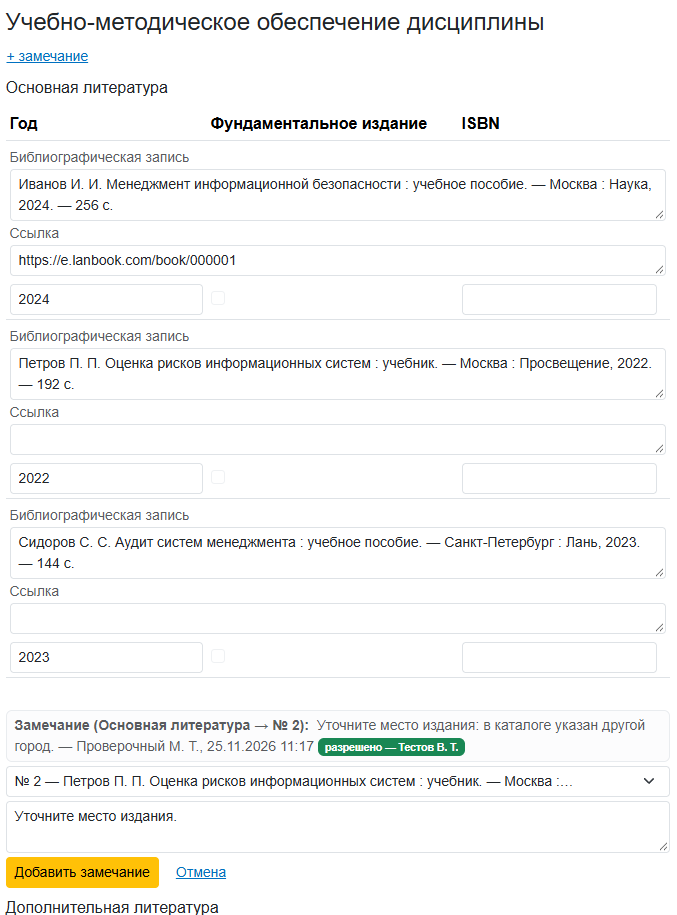 Учебно-методическое обеспечение дисциплины
+ замечание
Основная литература
Год Фундаментальное издание ISBN
Библиографическая запись
Иванов И. И. Менеджмент информационной безопасности : учебное пособие. — Москва : Наука,
2024. — 256 с.
Ссылка
https://e.lanbook.com/book/000001
2024
Библиографическая запись
Петров П. П. Оценка рисков информационных систем : учебник. — Москва : Просвещение, 2022.
— 192 с.
Ссылка
2022
Библиографическая запись
Сидоров С. С. Аудит систем менеджмента : учебное пособие. — Санкт-Петербург : Лань, 2023.
— 144 с.
Ссылка
2023
Замечание (Основная литература → № 2): Уточните место издания: в каталоге указан другой
город. — Проверочный М. Т., 25.11.2026 11:17 разрешено — Тестов В. Т.
№ 2 — Петров П. П. Оценка рисков информационных систем : учебник. — Москва :…
Уточните место издания.
Добавить замечание Отмена
Дополнительная литература